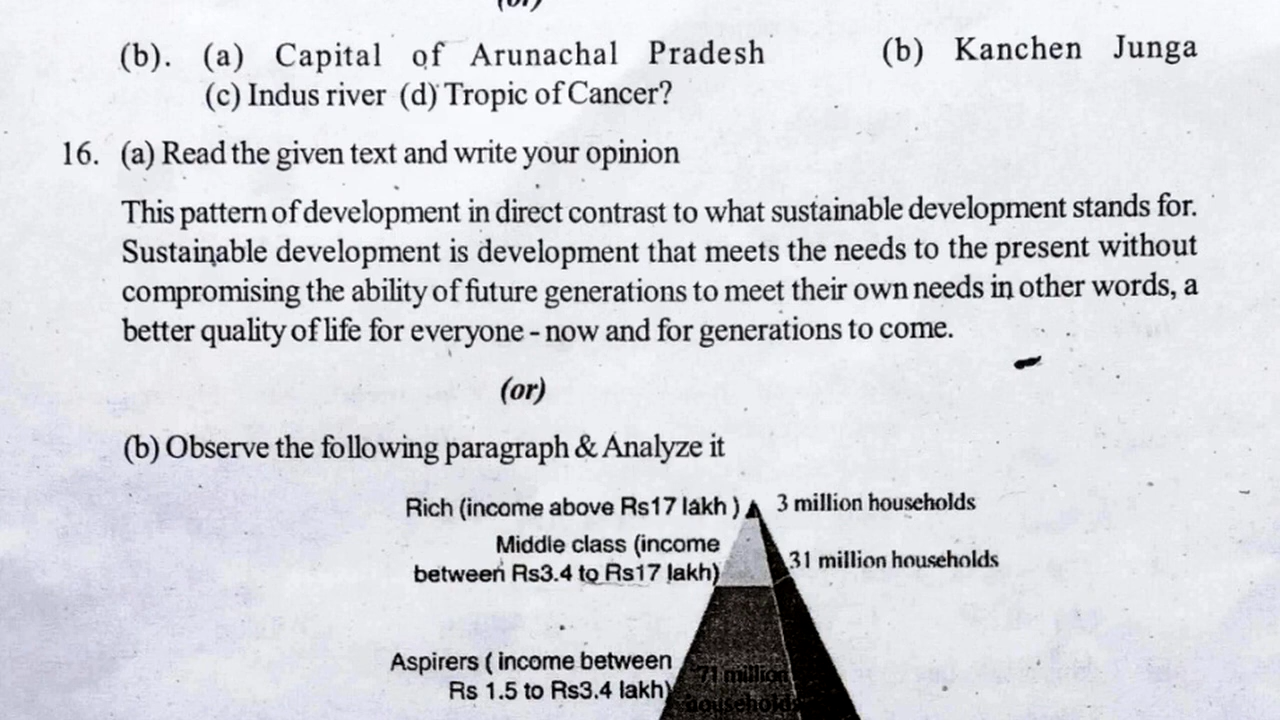 (or)
(b). (a) Capital of Arunachal Pradesh (b) Kanchen Junga
(c) Indus river (d) Tropic of Cancer?
16. (a) Read the given text and write your opinion
This pattern of development in direct contrast to what sustainable development stands for.
Sustainable development is development that meets the needs to the present without
compromising the ability of future generations to meet their own needs in other words, a
better quality of life for everyone - now and for generations to come.
(or)
(b) Observe the following paragraph & Analyze it
Rich (income above Rs17 lakh ) 3 million households
Middle class (income
between Rs3.4 to Rs17 lakh) 31 million households
Aspirers ( income between
Rs 1.5 to Rs3.4 lakh)
71 million
households